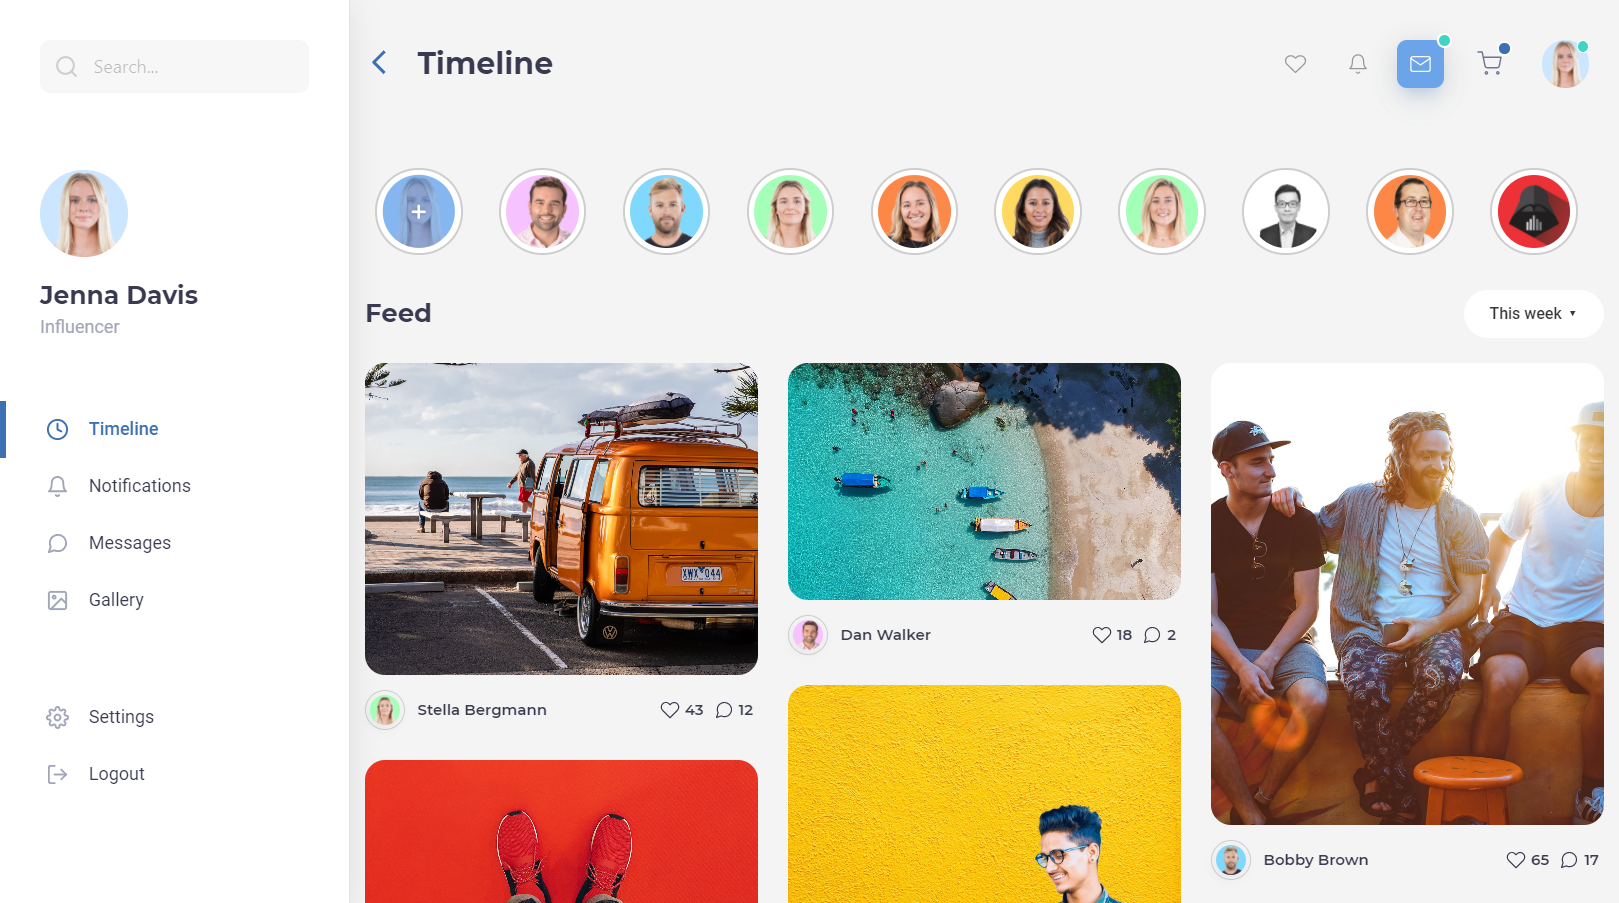 Search...
Timeline
Jenna Davis
Influencer
Timeline
Notifications
Messages
Gallery
Settings
Logout
Feed
This week
XWX 044
Stella Bergmann
43
12
Dan Walker
18
2
Bobby Brown
65
17